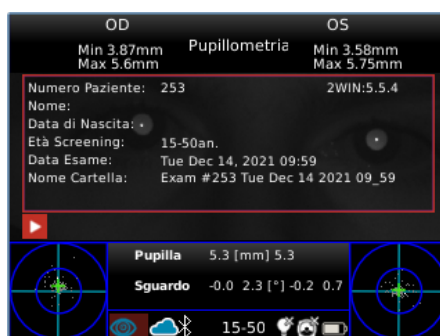 OD Pupillometria OS
Min 3.87mm Min 3.58mm
Max 5.6mm Max 5.75mm
Numero Paziente: 253 2WIN:5.5.4
Nome:
Data di Nascita:
Età Screening: 15-50an.
Data Esame: Tue Dec 14, 2021 09:59
Nome Cartella: Exam #253 Tue Dec 14 2021 09_59
Pupilla 5.3 [mm] 5.3
Sguardo -0.0 2.3 [°] -0.2 0.7
15-50